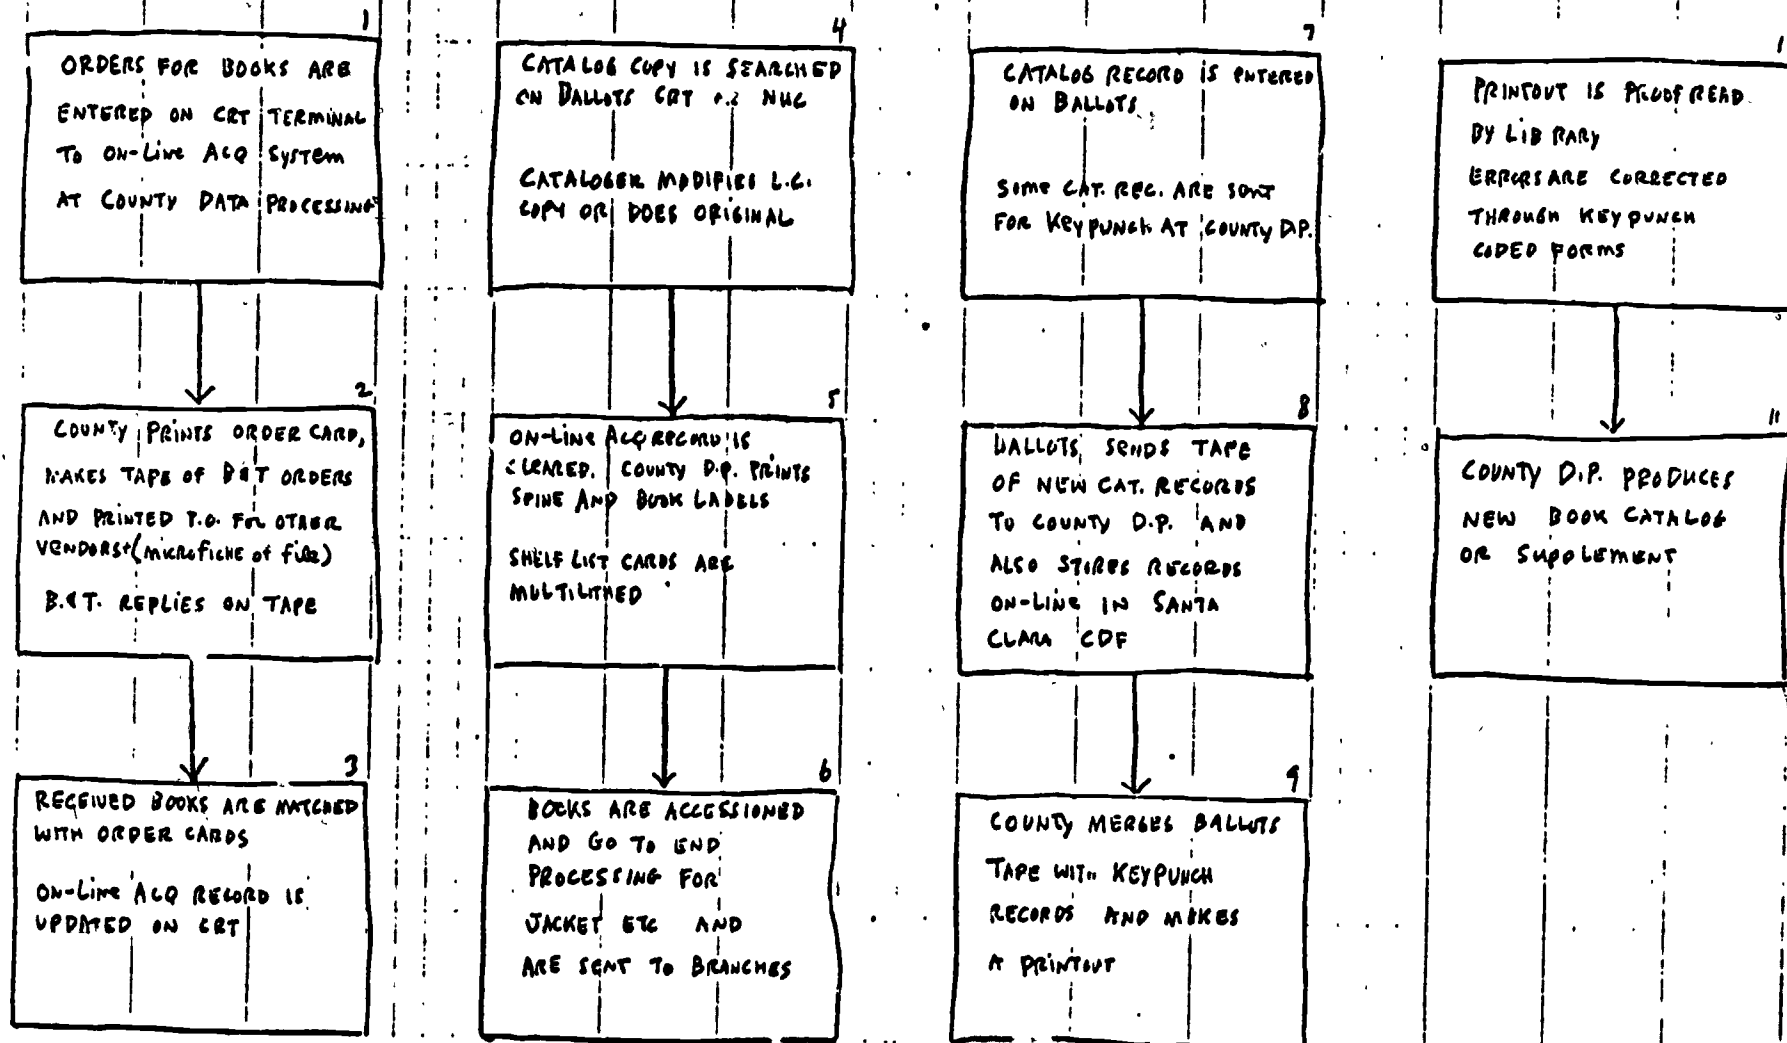 1
ORDERS FOR BOOKS ARE
ENTERED ON CRT TERMINAL
TO ON-LINE ACQ SYSTEM
AT COUNTY DATA PROCESSING
2
COUNTY PRINTS ORDER CARD,
MAKES TAPE OF B&T ORDERS
AND PRINTED P.O. FOR OTHER
VENDORS+(MICROFICHE OF FILE)
B.&T. REPLIES ON TAPE
3
RECEIVED BOOKS ARE MATCHED
WITH ORDER CARDS
ON-LINE ACQ RECORD IS
UPDATED ON CRT
4
CATALOG COPY IS SEARCHED
ON BALLOTS CRT NUC
CATALOGER MODIFIES L.C.
COPY OR DOES ORIGINAL
5
ON-LINE ACQ RECORD IS
CLEARED. COUNTY D.P. PRINTS
SPINE AND BOOK LABELS
SHELF LIST CARDS ARE
MULTILITHED
6
BOOKS ARE ACCESSIONED
AND GO TO END
PROCESSING FOR
JACKET ETC AND
ARE SENT TO BRANCHES
7
CATALOG RECORD IS ENTERED
ON BALLOTS
SOME CAT. REC. ARE SENT
FOR KEYPUNCH AT COUNTY D.P.
8
BALLOTS SENDS TAPE
OF NEW CAT. RECORDS
TO COUNTY D.P. AND
ALSO STORES RECORDS
ON-LINE IN SANTA
CLARA CDF
9
COUNTY MERGES BALLOTS
TAPE WITH KEYPUNCH
RECORDS AND MAKES
A PRINTOUT
1
PRINTOUT IS PROOFREAD
BY LIBRARY
ERRORS ARE CORRECTED
THROUGH KEYPUNCH
CODED FORMS
11
COUNTY D.P. PRODUCES
NEW BOOK CATALOG
OR SUPPLEMENT